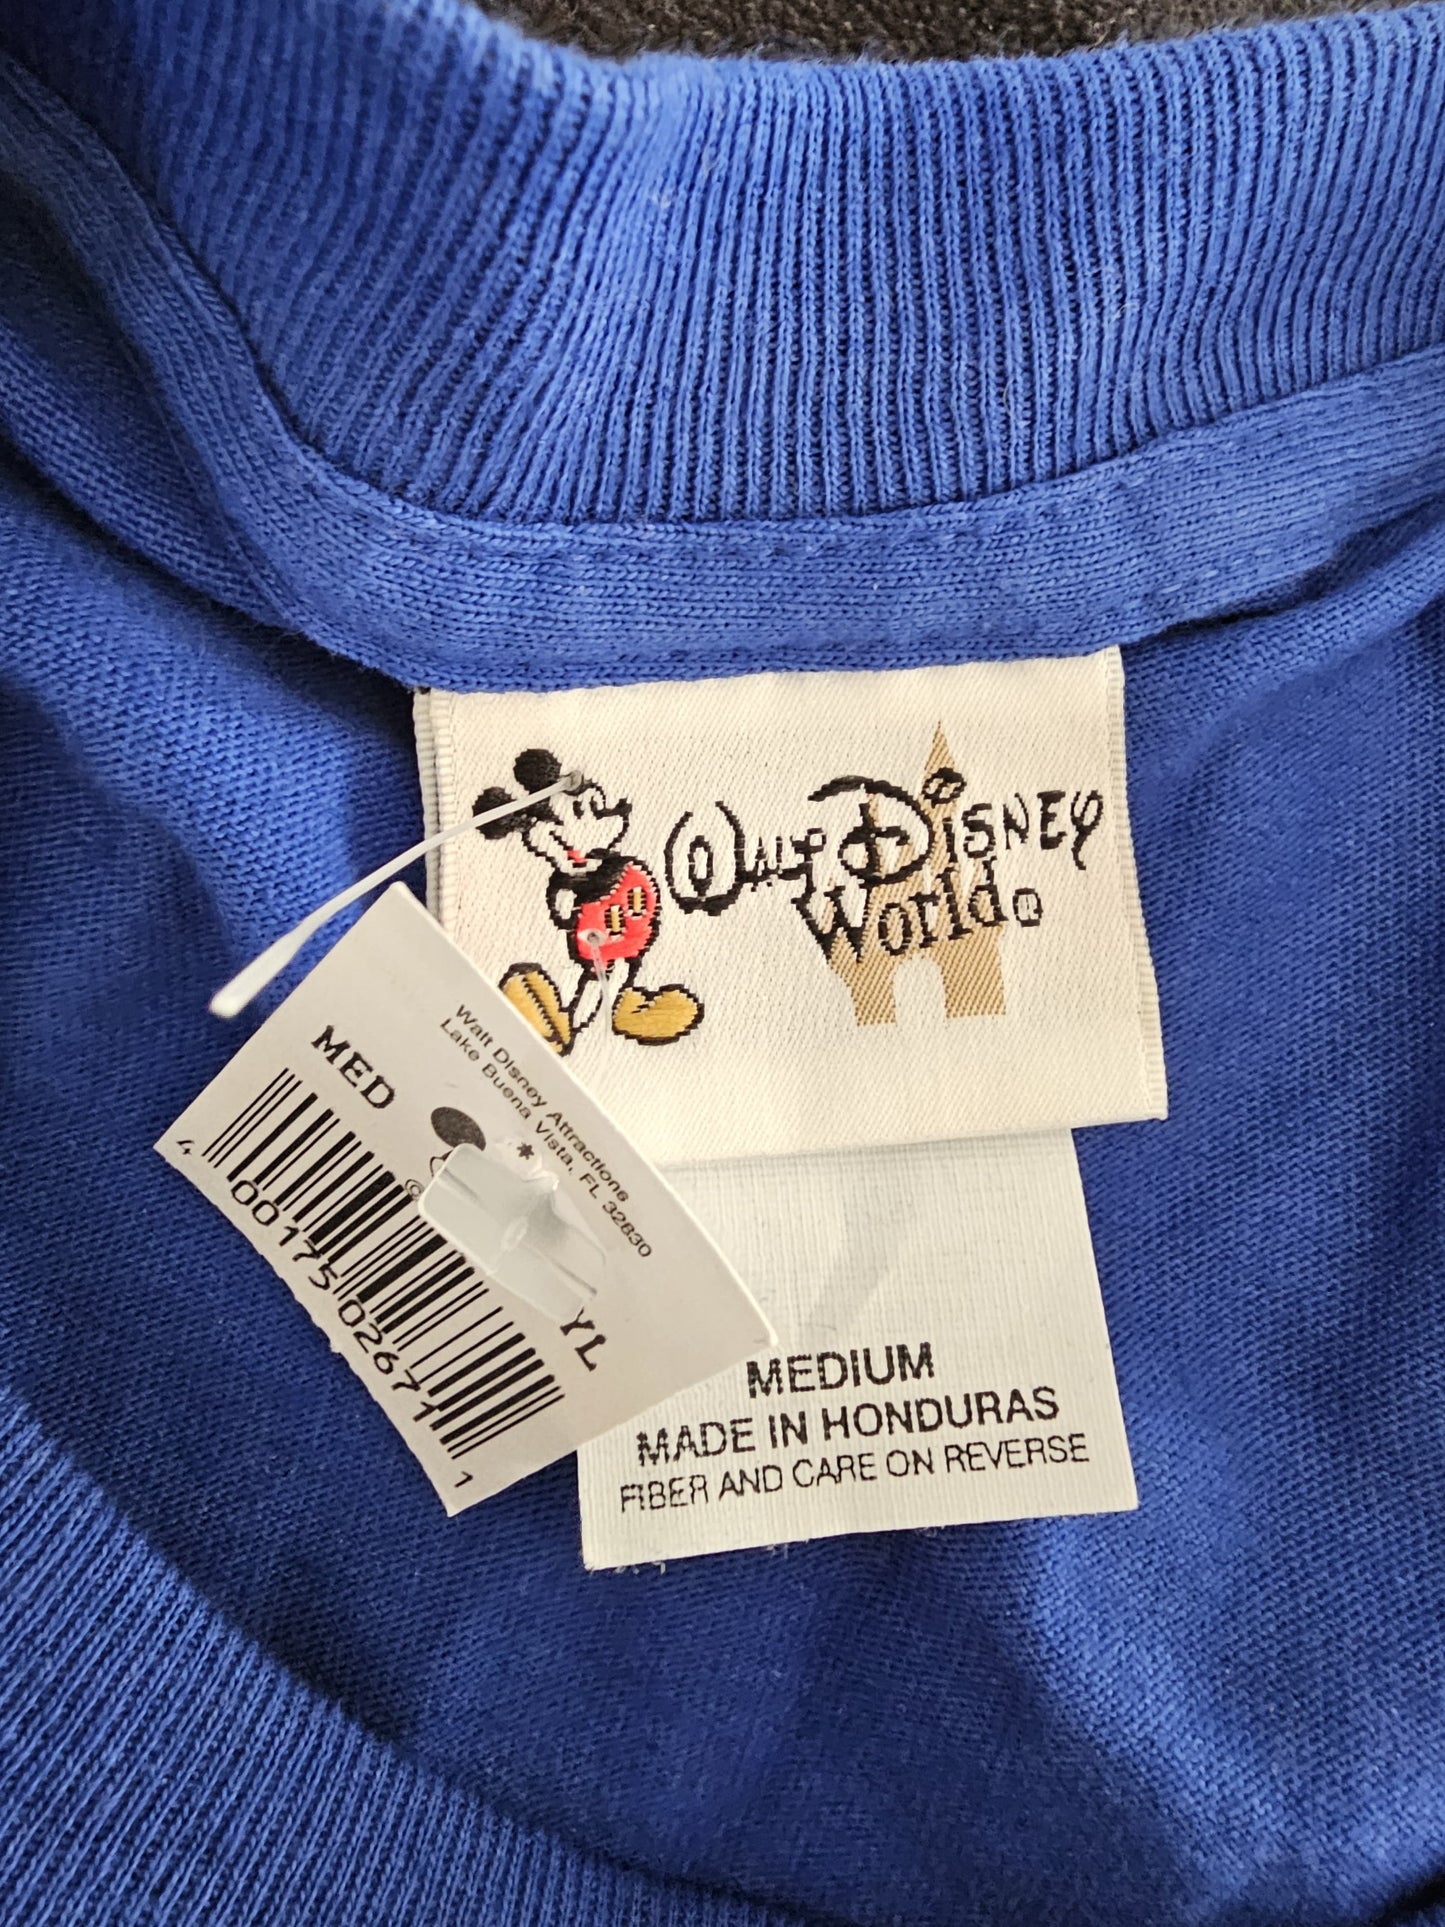 Walt Disney
World®
MED
Walt Disney Attractions
Lake Buena Vista, FL 32830
©
4 00175 02671 1
YL
MEDIUM
MADE IN HONDURAS
FIBER AND CARE ON REVERSE